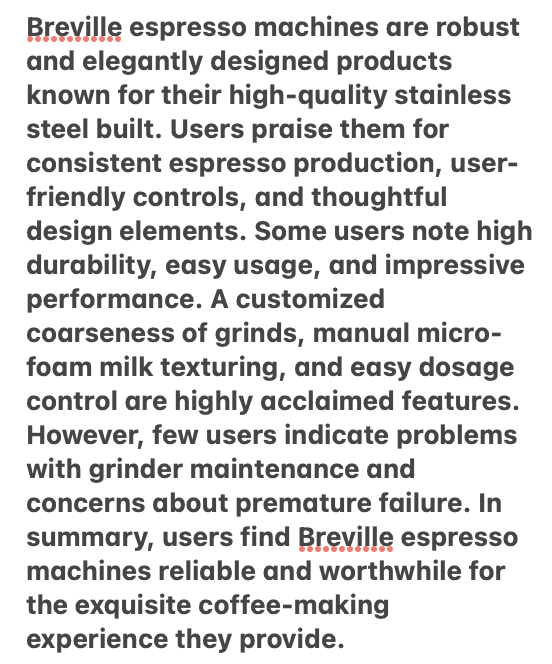 Breville espresso machines are robust
and elegantly designed products
known for their high-quality stainless
steel built. Users praise them for
consistent espresso production, user-
friendly controls, and thoughtful
design elements. Some users note high
durability, easy usage, and impressive
performance. A customized
coarseness of grinds, manual micro-
foam milk texturing, and easy dosage
control are highly acclaimed features.
However, few users indicate problems
with grinder maintenance and
concerns about premature failure. In
summary, users find Breville espresso
machines reliable and worthwhile for
the exquisite coffee-making
experience they provide.